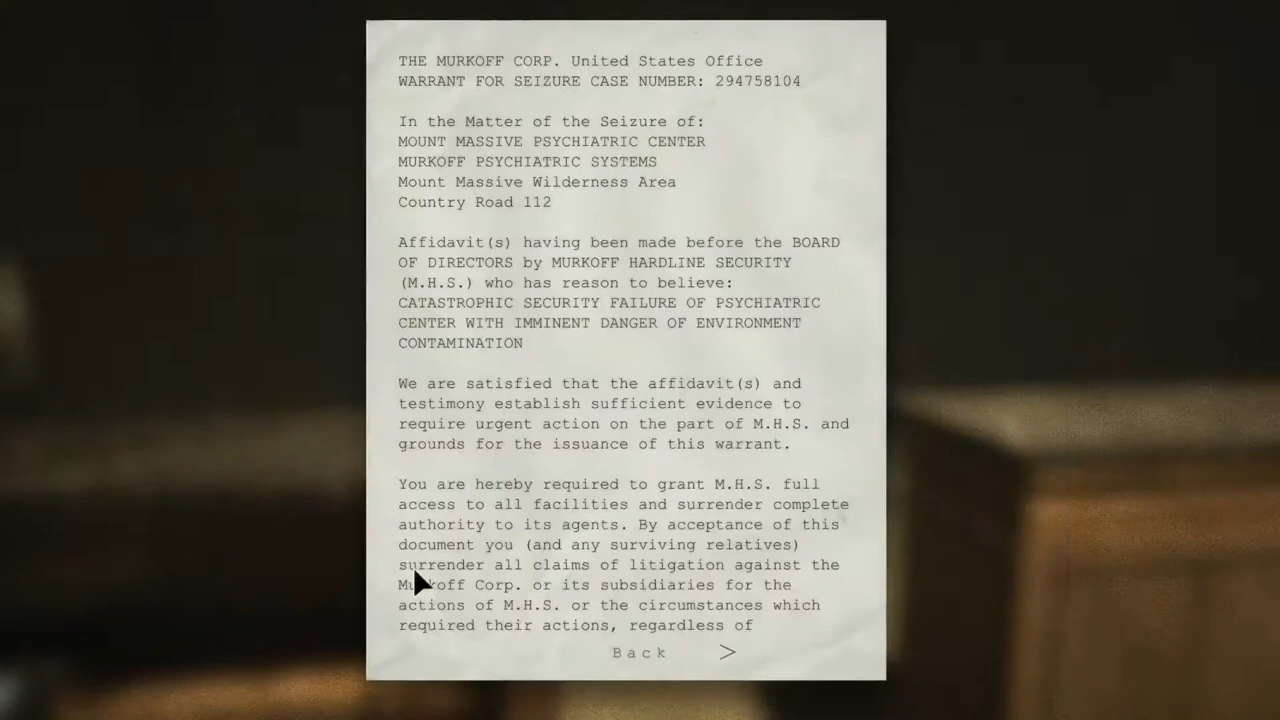 THE MURKOFF CORP. United States Office
WARRANT FOR SEIZURE CASE NUMBER: 294758104
In the Matter of the Seizure of:
MOUNT MASSIVE PSYCHIATRIC CENTER
MURKOFF PSYCHIATRIC SYSTEMS
Mount Massive Wilderness Area
Country Road 112
Affidavit(s) having been made before the BOARD
OF DIRECTORS by MURKOFF HARDLINE SECURITY
(M.H.S.) who has reason to believe:
CATASTROPHIC SECURITY FAILURE OF PSYCHIATRIC
CENTER WITH IMMINENT DANGER OF ENVIRONMENT
CONTAMINATION
We are satisfied that the affidavit(s) and
testimony establish sufficient evidence to
require urgent action on the part of M.H.S. and
grounds for the issuance of this warrant.
You are hereby required to grant M.H.S. full
access to all facilities and surrender complete
authority to its agents. By acceptance of this
document you (and any surviving relatives)
surrender all claims of litigation against the
Murkoff Corp. or its subsidiaries for the
actions of M.H.S. or the circumstances which
required their actions, regardless of
Back >